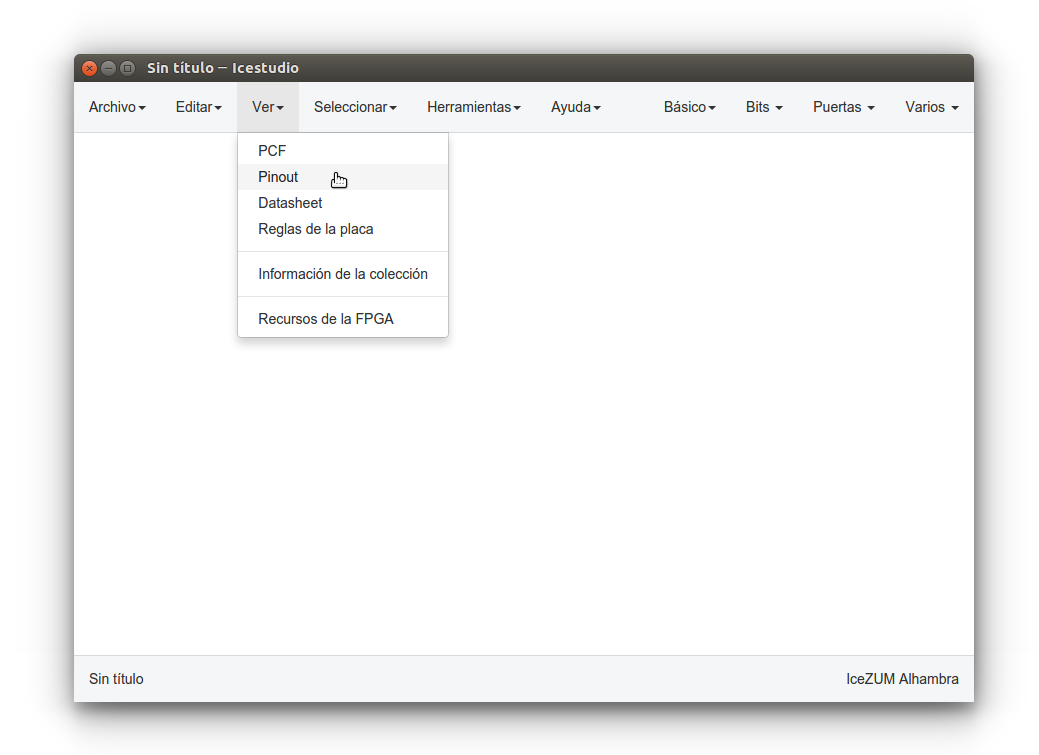 Sin título – Icestudio
Archivo Editar Ver Seleccionar Herramientas Ayuda Básico Bits Puertas Varios
PCF
Pinout
Datasheet
Reglas de la placa
Información de la colección
Recursos de la FPGA
Sin título IceZUM Alhambra